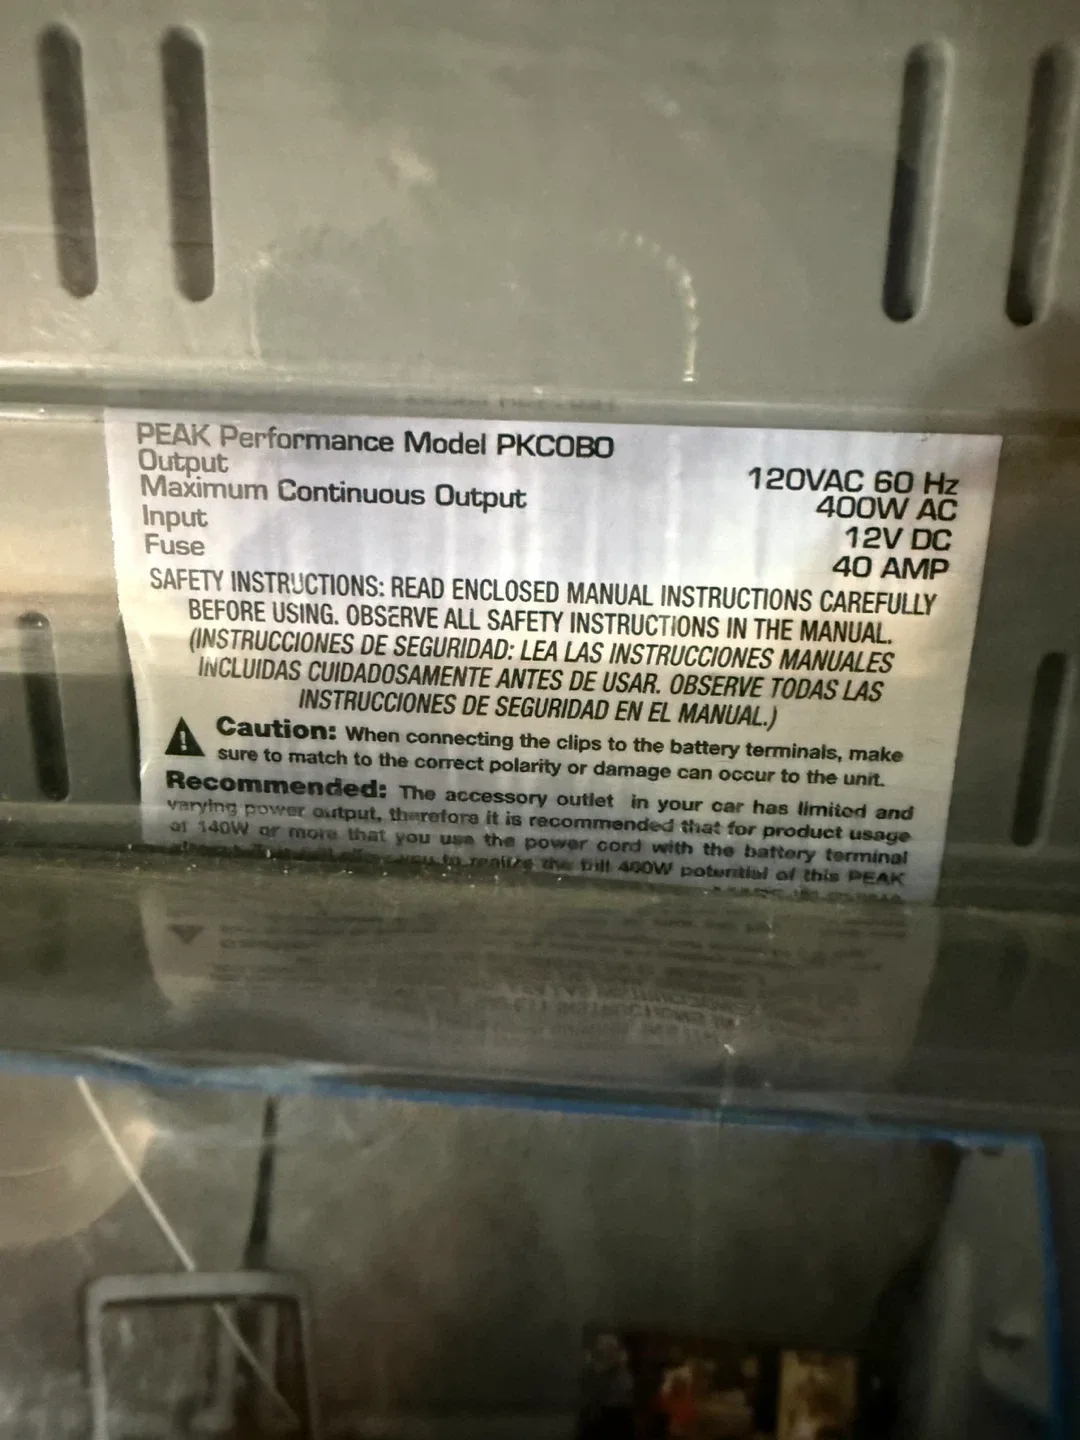 PEAK Performance Model PKC0BO
Output 120VAC 60 Hz
Maximum Continuous Output 400W AC
Input 12V DC
Fuse 40 AMP
SAFETY INSTRUCTIONS: READ ENCLOSED MANUAL INSTRUCTIONS CAREFULLY
BEFORE USING. OBSERVE ALL SAFETY INSTRUCTIONS IN THE MANUAL.
(INSTRUCCIONES DE SEGURIDAD: LEA LAS INSTRUCCIONES MANUALES
INCLUIDAS CUIDADOSAMENTE ANTES DE USAR. OBSERVE TODAS LAS
INSTRUCCIONES DE SEGURIDAD EN EL MANUAL.)
Caution: When connecting the clips to the battery terminals, make
sure to match to the correct polarity or damage can occur to the unit.
Recommended: The accessory outlet in your car has limited and
varying power output, therefore it is recommended that for product usage
of 140W or more that you use the power cord with the battery terminal
you to realize the full 400W potential of this PEAK